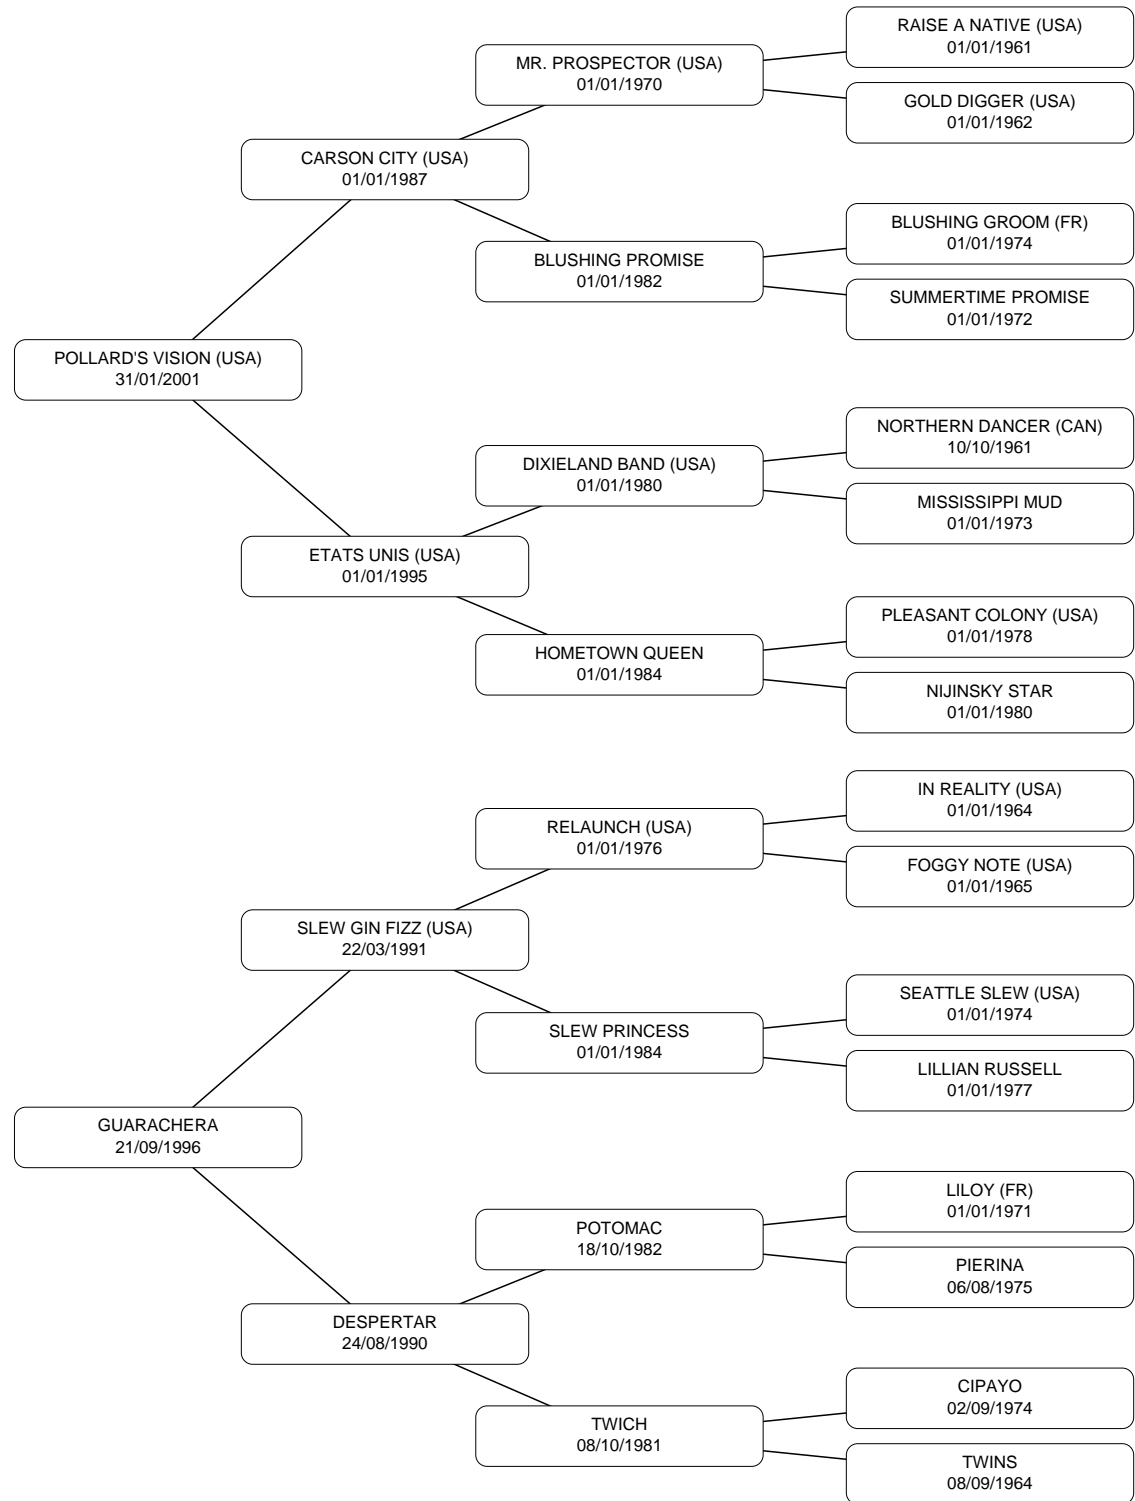 RAISE A NATIVE (USA)
01/01/1961
MR. PROSPECTOR (USA)
01/01/1970
GOLD DIGGER (USA)
01/01/1962
CARSON CITY (USA)
01/01/1987
BLUSHING GROOM (FR)
01/01/1974
BLUSHING PROMISE
01/01/1982
SUMMERTIME PROMISE
01/01/1972
POLLARD'S VISION (USA)
31/01/2001
NORTHERN DANCER (CAN)
10/10/1961
DIXIELAND BAND (USA)
01/01/1980
MISSISSIPPI MUD
01/01/1973
ETATS UNIS (USA)
01/01/1995
PLEASANT COLONY (USA)
01/01/1978
HOMETOWN QUEEN
01/01/1984
NIJINSKY STAR
01/01/1980
IN REALITY (USA)
01/01/1964
RELAUNCH (USA)
01/01/1976
FOGGY NOTE (USA)
01/01/1965
SLEW GIN FIZZ (USA)
22/03/1991
SEATTLE SLEW (USA)
01/01/1974
SLEW PRINCESS
01/01/1984
LILLIAN RUSSELL
01/01/1977
GUARACHERA
21/09/1996
LILOY (FR)
01/01/1971
POTOMAC
18/10/1982
PIERINA
06/08/1975
DESPERTAR
24/08/1990
CIPAYO
02/09/1974
TWICH
08/10/1981
TWINS
08/09/1964